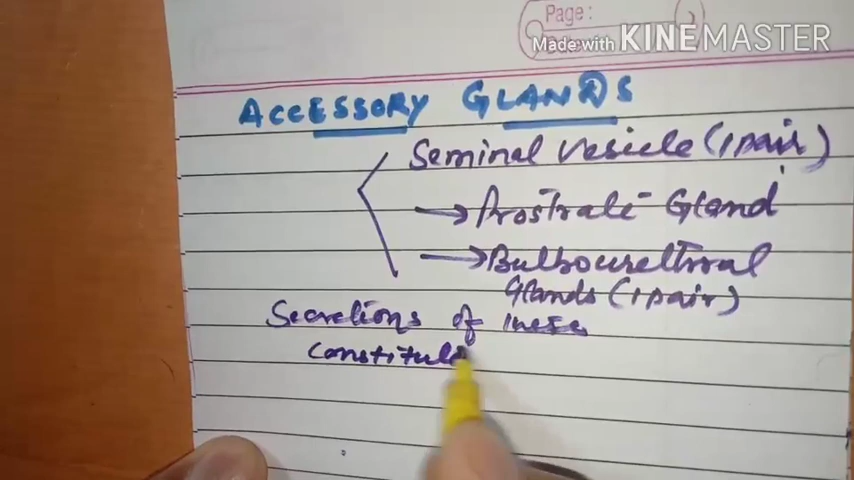 Page:
Made with KINEMASTER
ACCESSORY GLANDS
Seminal vesicle (1 pair)
→ Prostrate Gland
→ Bulbourethral
Glands (1 pair)
Secretions of these
constitute